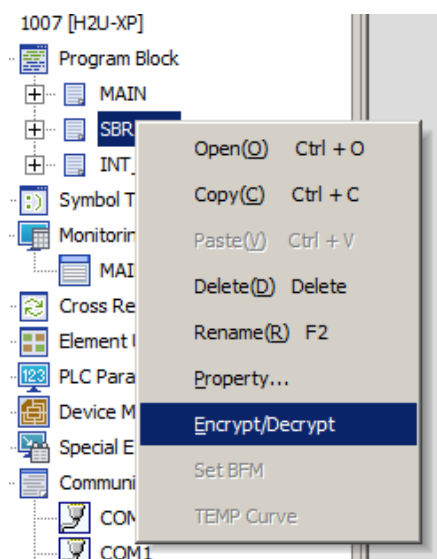 1007 [H2U-XP]
Program Block
MAIN
SBR
INT_
Symbol T
Monitorin
MAI
Cross Re
Element
PLC Para
Device M
Special E
Communi
COM
COM1
Open(O) Ctrl + O
Copy(C) Ctrl + C
Paste(V) Ctrl + V
Delete(D) Delete
Rename(R) F2
Property...
Encrypt/Decrypt
Set BFM
TEMP Curve